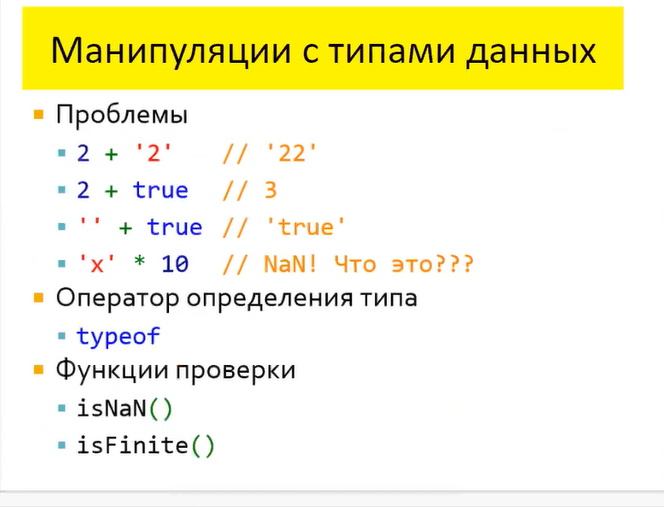 Манипуляции с типами данных
Проблемы
2 + '2' // '22'
2 + true // 3
'' + true // 'true'
'x' * 10 // NaN! Что это???
Оператор определения типа
typeof
Функции проверки
isNaN()
isFinite()